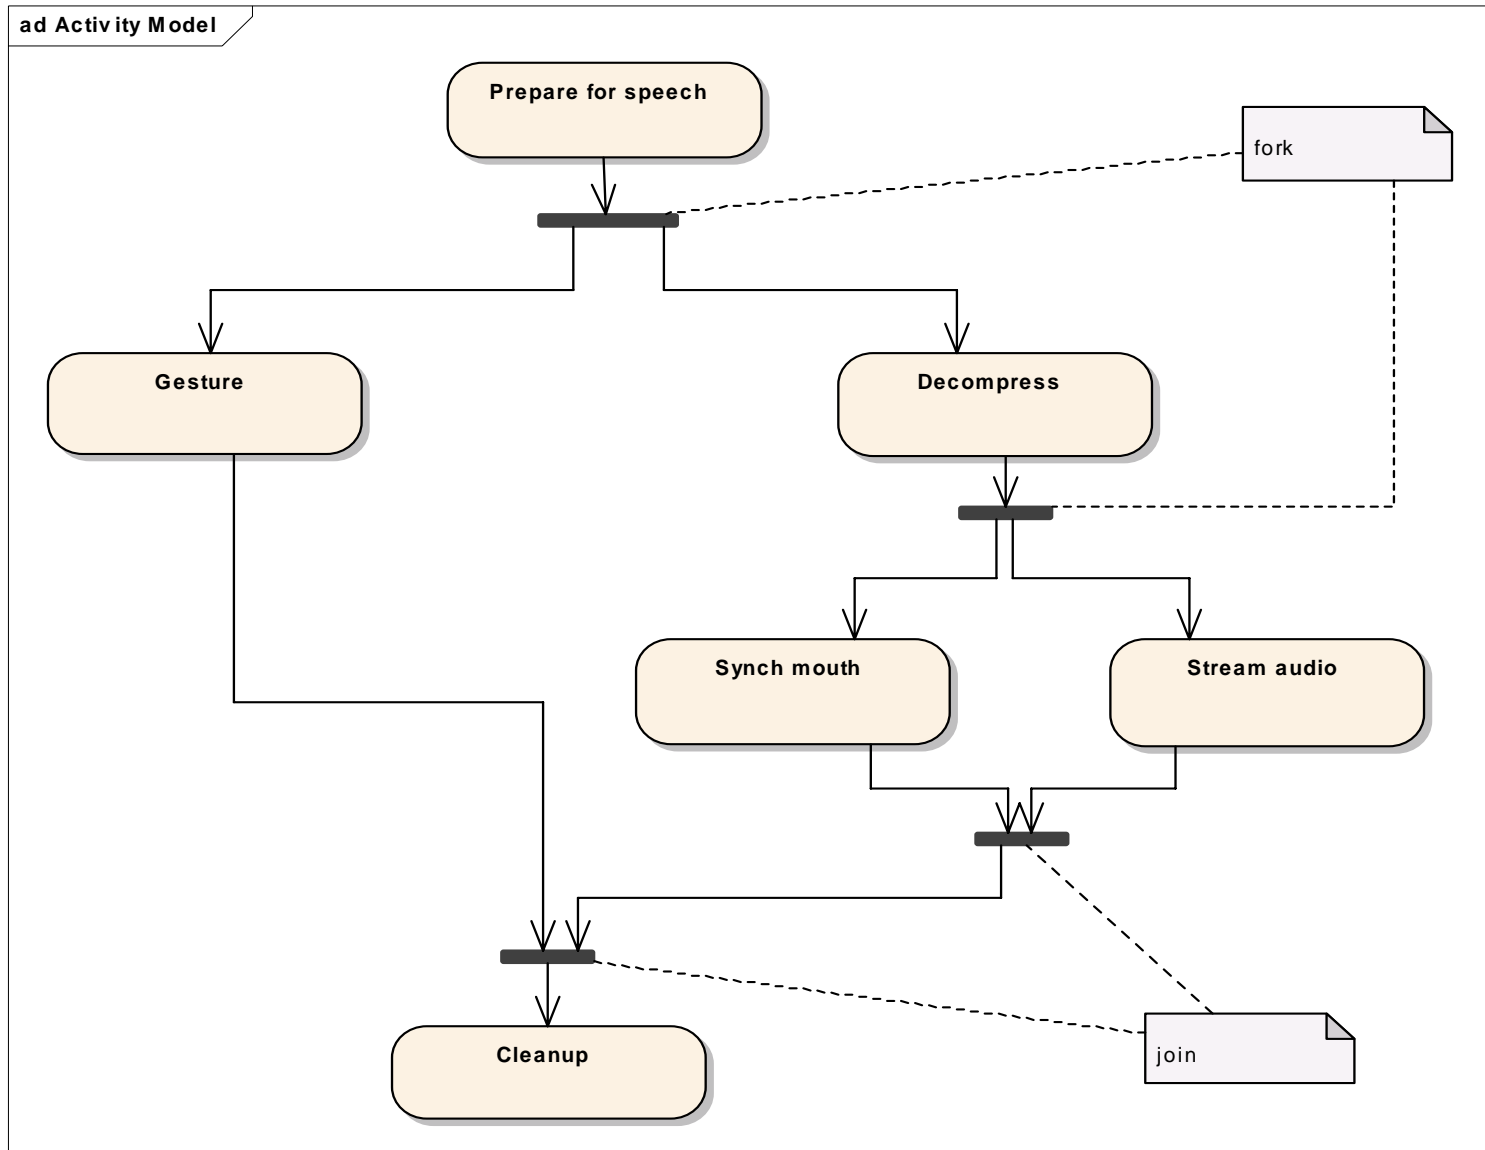 ad Activity Model
Prepare for speech
fork
Gesture
Decompress
Synch mouth
Stream audio
Cleanup
join